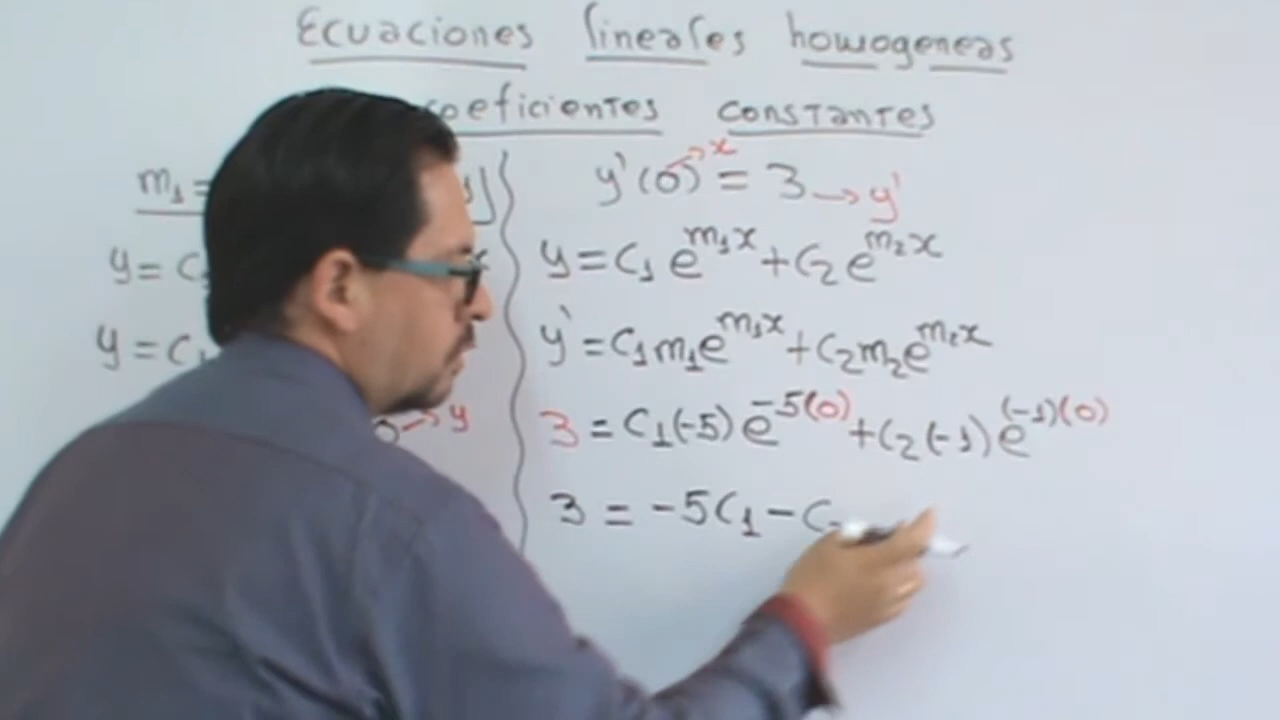 Ecuaciones lineales homogeneas
coeficientes constantes
m₁ =
y = C
y = C₁
→ y
y'(0) = 3 → y'
→ x
y = C₁e^{m₁x} + C₂e^{m₂x}
y' = C₁m₁e^{m₁x} + C₂m₂e^{m₂x}
3 = C₁(-5)e^{-5(0)} + C₂(-1)e^{(-1)(0)}
3 = -5C₁ - C